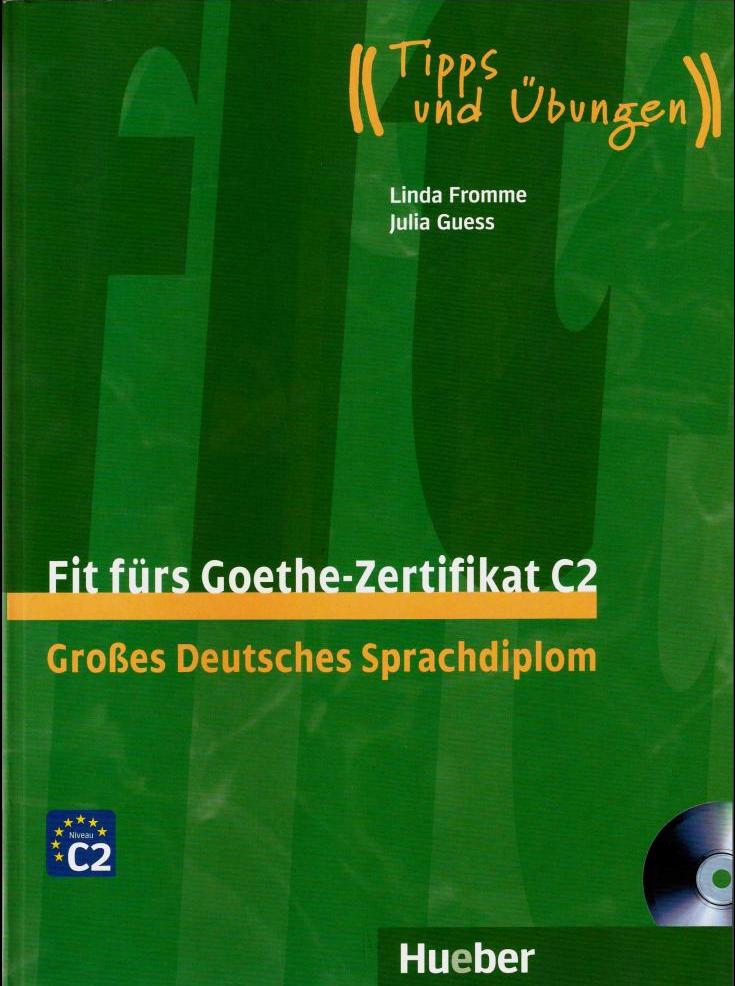 Tipps
und Übungen
Linda Fromme
Julia Guess
Fit fürs Goethe-Zertifikat C2
Großes Deutsches Sprachdiplom
Niveau
C2
Hueber